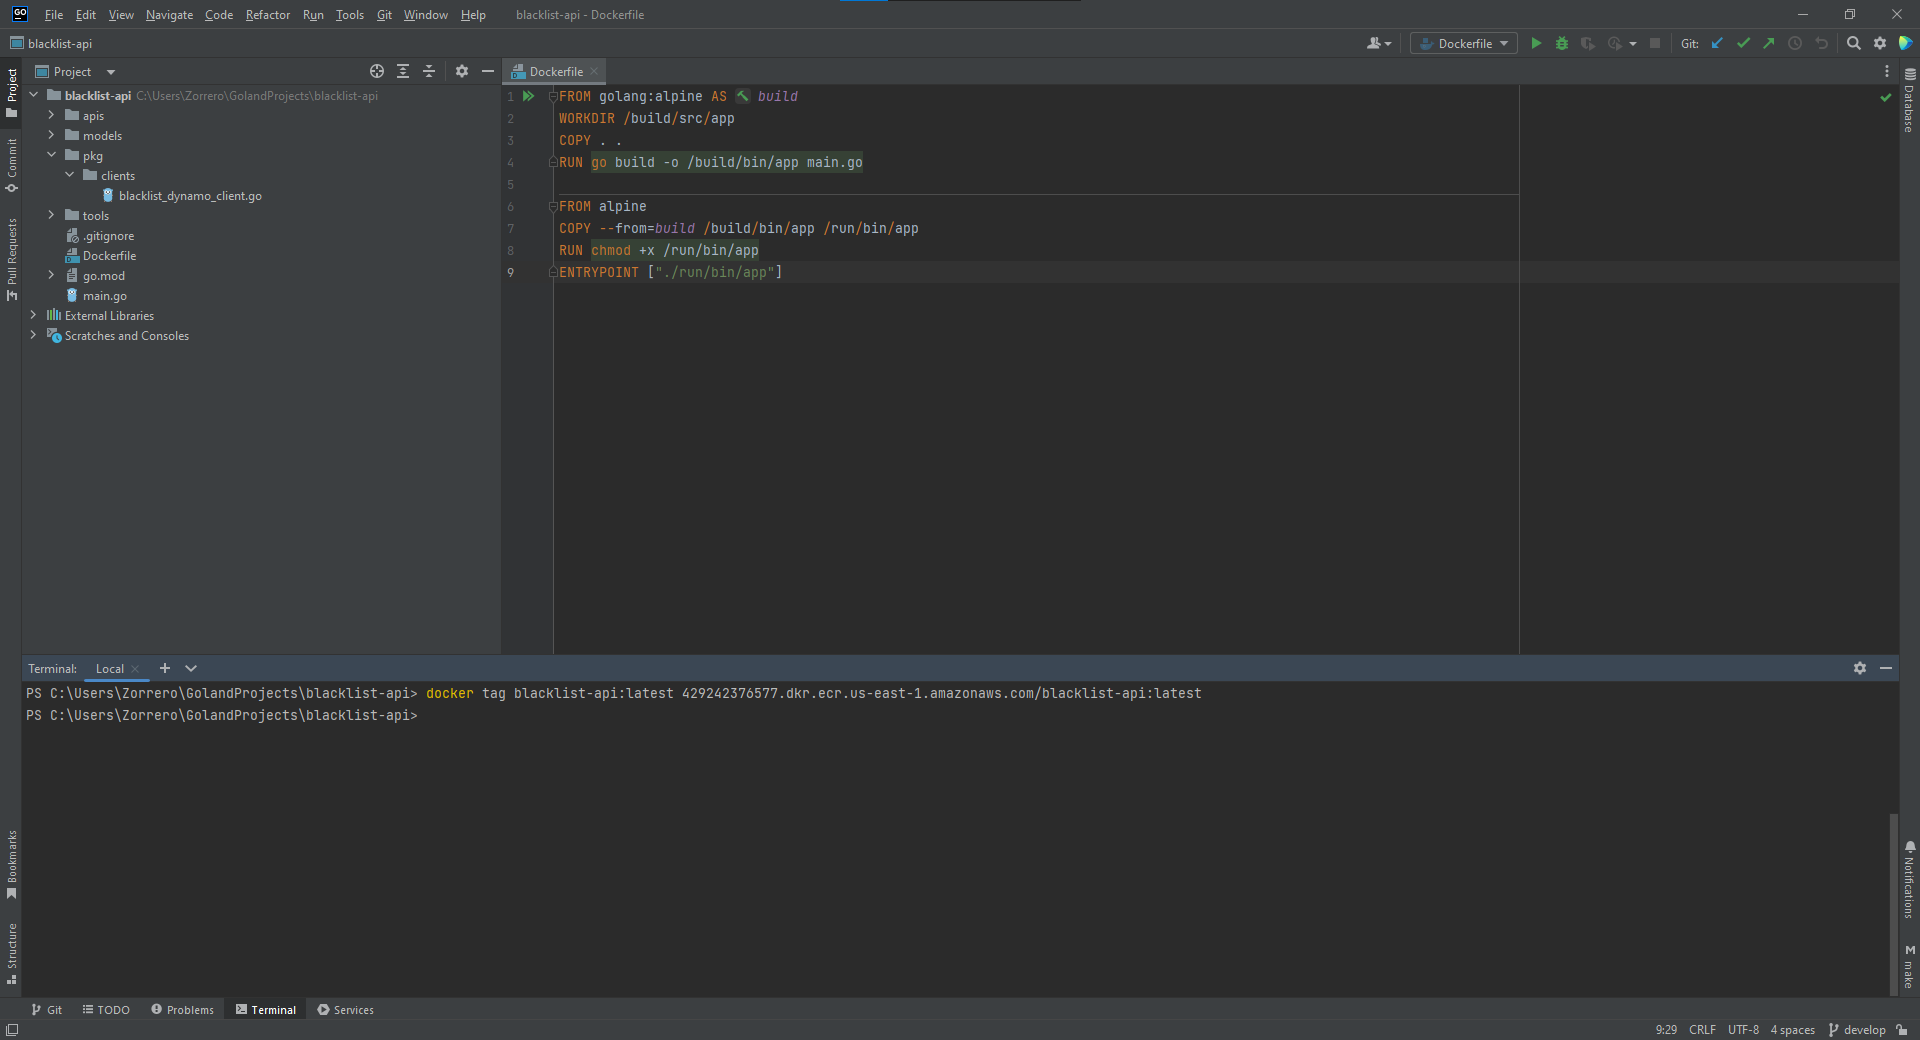 GO File Edit View Navigate Code Refactor Run Tools Git Window Help blacklist-api - Dockerfile
blacklist-api Dockerfile Git:
Project
Commit
Pull Requests
Bookmarks
Structure
Project
blacklist-api C:\Users\Zorrero\GolandProjects\blacklist-api
apis
models
pkg
clients
blacklist_dynamo_client.go
tools
.gitignore
Dockerfile
go.mod
main.go
External Libraries
Scratches and Consoles
Dockerfile
1 FROM golang:alpine AS build
2 WORKDIR /build/src/app
3 COPY . .
4 RUN go build -o /build/bin/app main.go
5
6 FROM alpine
7 COPY --from=build /build/bin/app /run/bin/app
8 RUN chmod +x /run/bin/app
9 ENTRYPOINT ["./run/bin/app"]
Database
Notifications
M make
Terminal: Local
PS C:\Users\Zorrero\GolandProjects\blacklist-api> docker tag blacklist-api:latest 429242376577.dkr.ecr.us-east-1.amazonaws.com/blacklist-api:latest
PS C:\Users\Zorrero\GolandProjects\blacklist-api>
Git TODO Problems Terminal Services
9:29 CRLF UTF-8 4 spaces develop